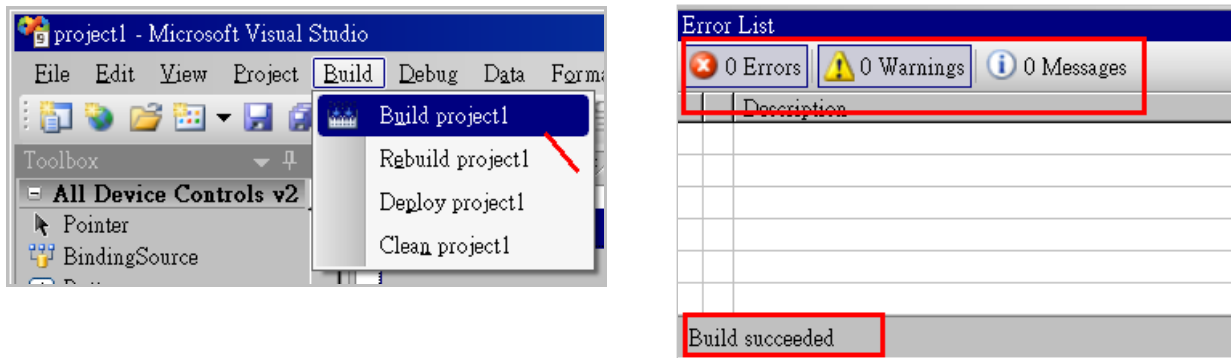 project1 - Microsoft Visual Studio
File Edit View Project Build Debug Data Forma
Build project1
Rebuild project1
Deploy project1
Clean project1
Toolbox
All Device Controls v2
Pointer
BindingSource
Error List
0 Errors 0 Warnings 0 Messages
Description
Build succeeded